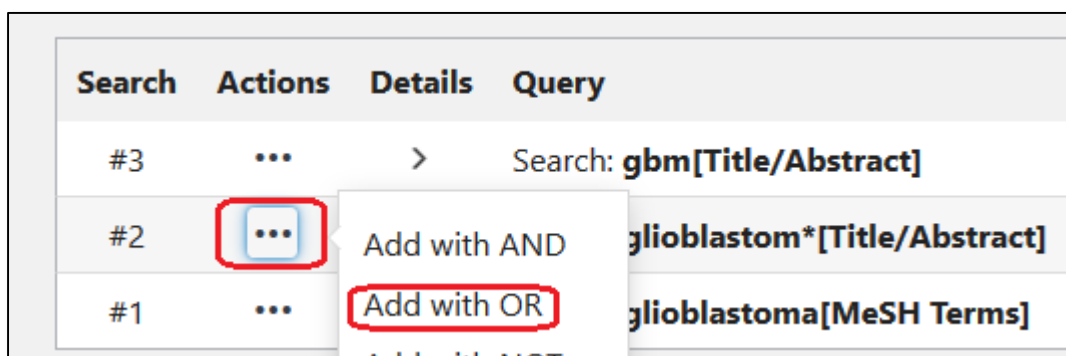 Search Actions Details Query
#3 ••• > Search: gbm[Title/Abstract]
#2 ••• Add with AND glioblastom*[Title/Abstract]
Add with OR
#1 ••• glioblastoma[MeSH Terms]